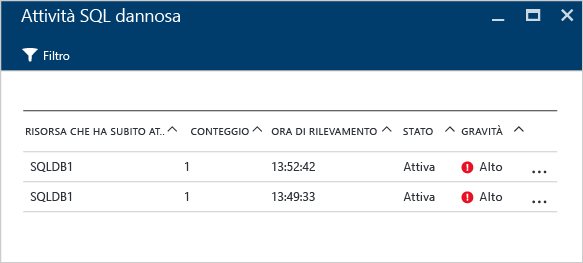 Attività SQL dannosa
Filtro
RISORSA CHE HA SUBITO AT.. CONTEGGIO ORA DI RILEVAMENTO STATO GRAVITÀ
SQLDB1 1 13:52:42 Attiva Alto ...
SQLDB1 1 13:49:33 Attiva Alto ...